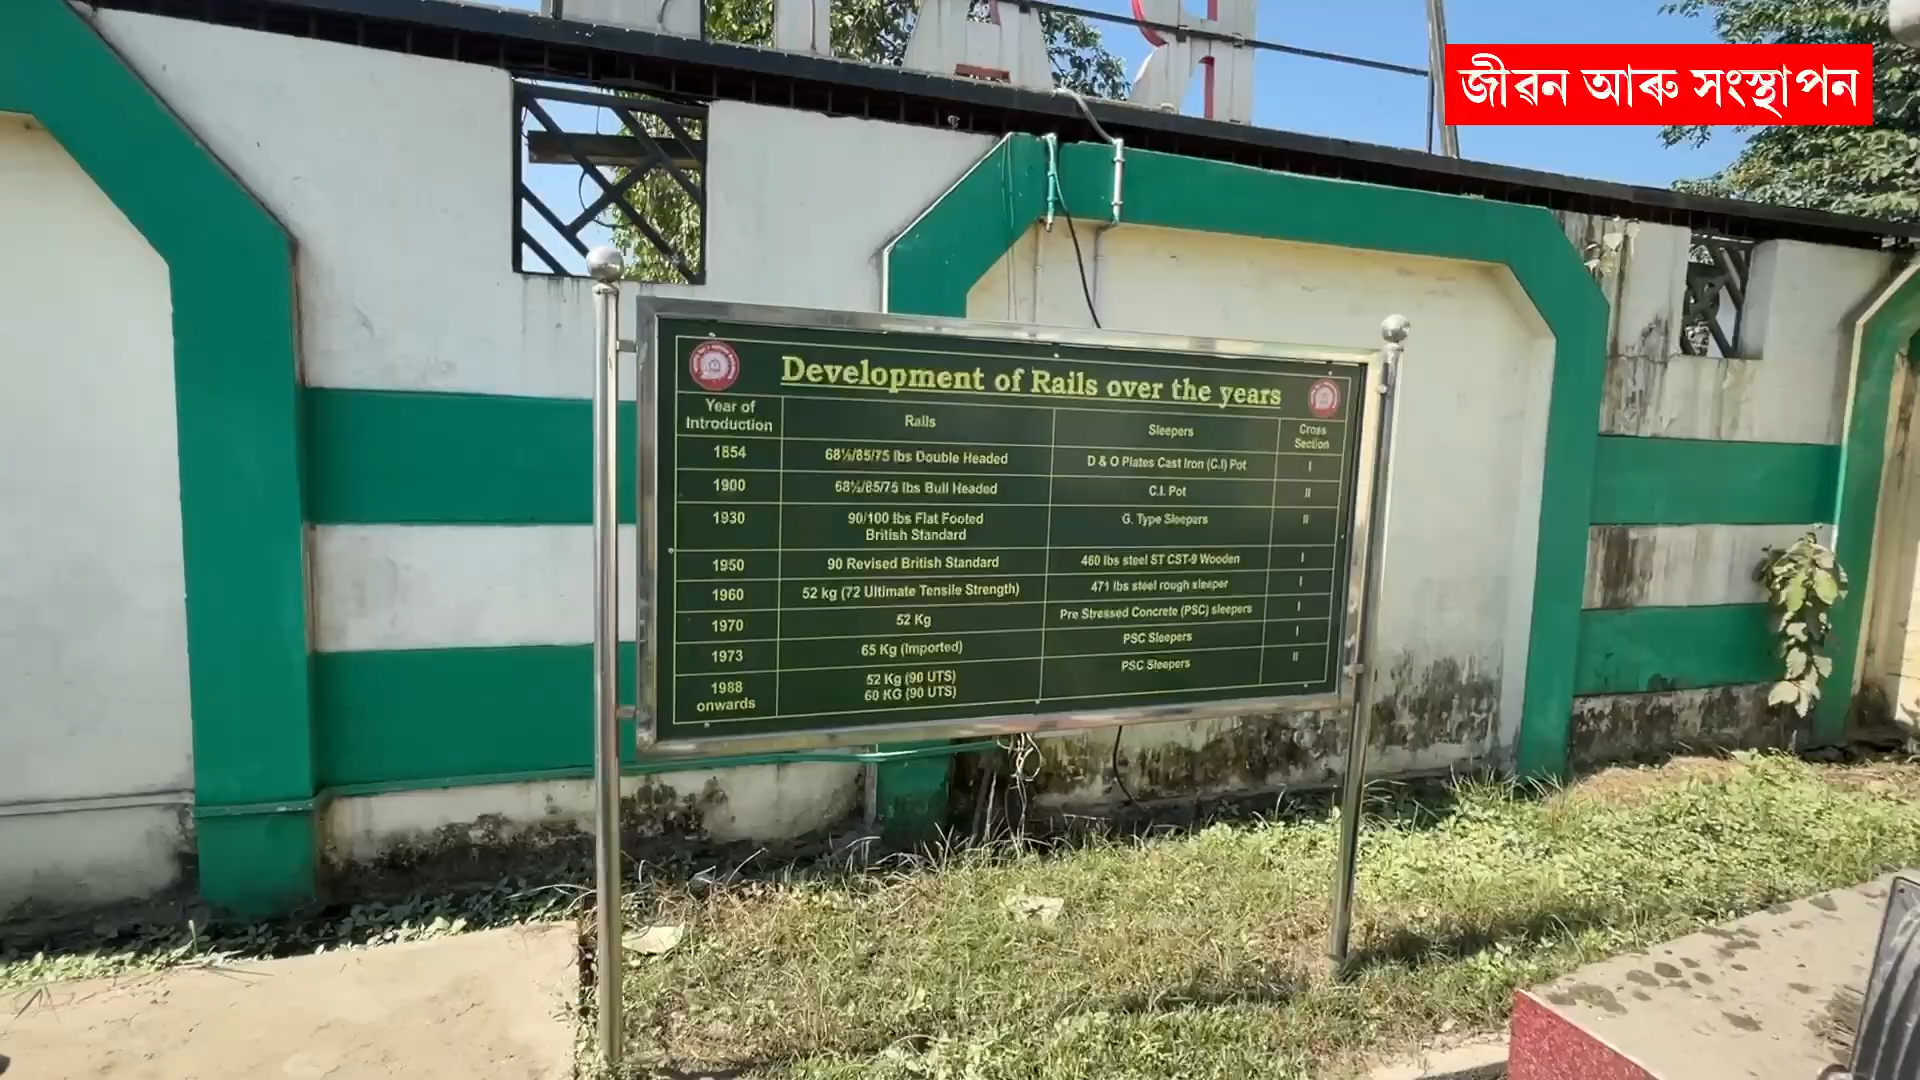 জীৱন আৰু সংস্থাপন
Development of Rails over the years
Year of Introduction Rails Sleepers Cross Section
1854 68½/85/75 lbs Double Headed D & O Plates Cast Iron (C.I) Pot I
1900 68½/85/75 lbs Bull Headed C.I. Pot II
1930 90/100 lbs Flat Footed British Standard G. Type Sleepers II
1950 90 Revised British Standard 460 lbs steel ST CST-9 Wooden I
1960 52 kg (72 Ultimate Tensile Strength) 471 lbs steel rough sleeper I
1970 52 Kg Pre Stressed Concrete (PSC) sleepers I
1973 65 Kg (Imported) PSC Sleepers I
1988 onwards 52 Kg (90 UTS) 60 KG (90 UTS) PSC Sleepers II